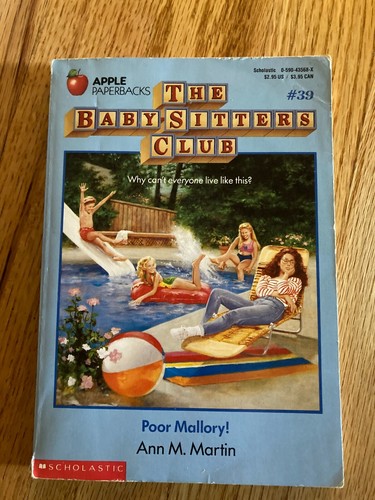 APPLE
PAPERBACKS
Scholastic 0-590-43568-X
$2.95 US / $3.95 CAN
#39
THE
BABY-SITTERS
CLUB
Why can't everyone live like this?
Poor Mallory!
Ann M. Martin
SCHOLASTIC